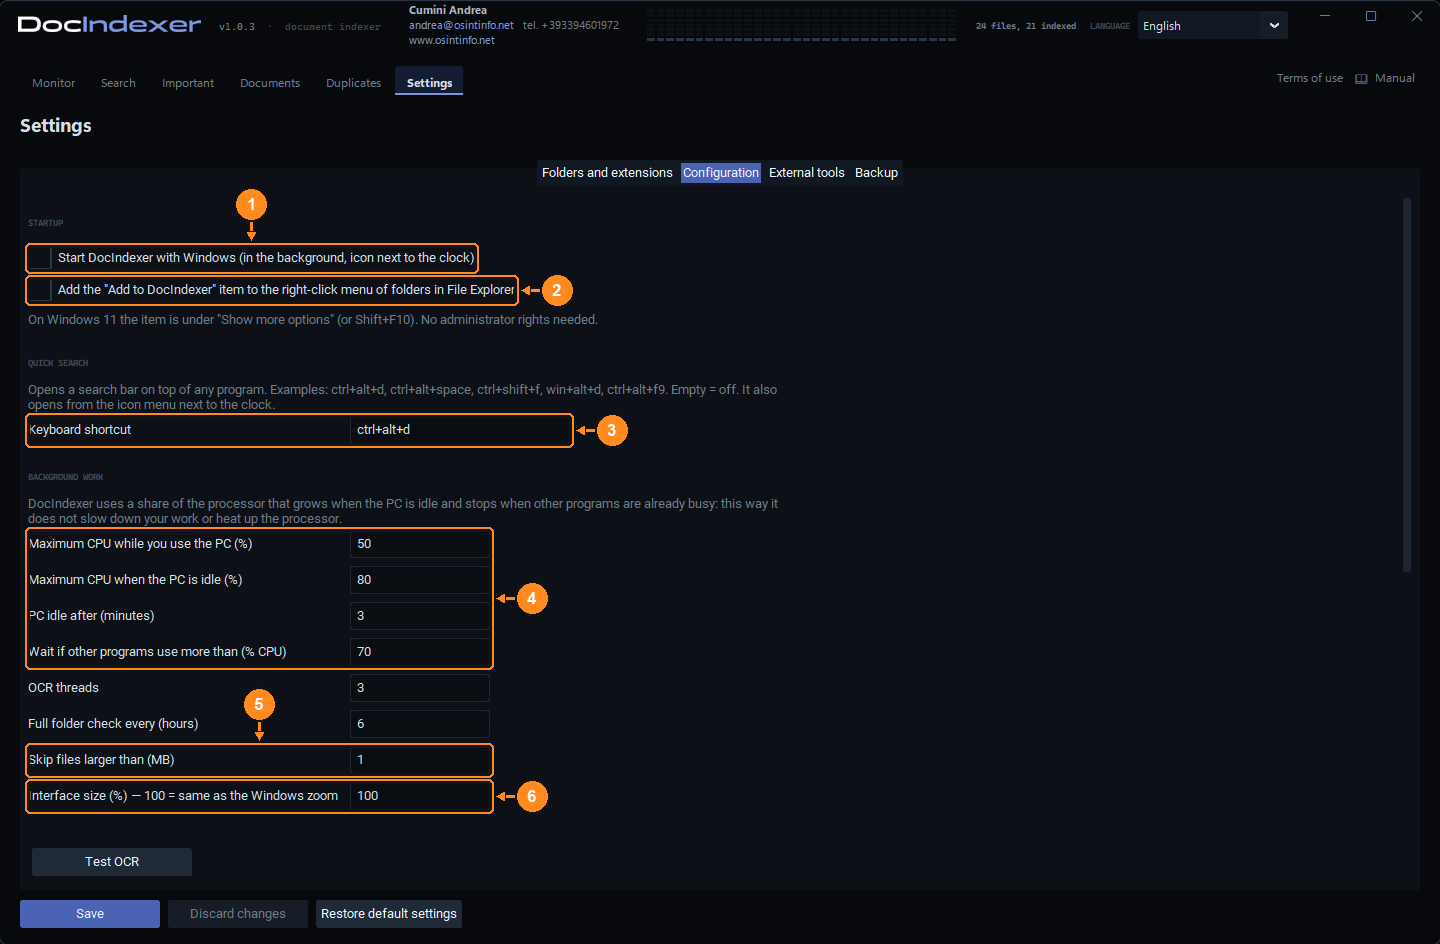 DocIndexer v1.0.3 · document indexer
Cumini Andrea
andrea@osintinfo.net tel. +393394601972
www.osintinfo.net
24 files, 21 indexed LANGUAGE English
Monitor Search Important Documents Duplicates Settings
Terms of use Manual
Settings
Folders and extensions Configuration External tools Backup
1
STARTUP
Start DocIndexer with Windows (in the background, icon next to the clock)
Add the "Add to DocIndexer" item to the right-click menu of folders in File Explorer
2
On Windows 11 the item is under "Show more options" (or Shift+F10). No administrator rights needed.
QUICK SEARCH
Opens a search bar on top of any program. Examples: ctrl+alt+d, ctrl+alt+space, ctrl+shift+f, win+alt+d, ctrl+alt+f9. Empty = off. It also
opens from the icon menu next to the clock.
Keyboard shortcut ctrl+alt+d
3
BACKGROUND WORK
DocIndexer uses a share of the processor that grows when the PC is idle and stops when other programs are already busy: this way it
does not slow down your work or heat up the processor.
Maximum CPU while you use the PC (%) 50
Maximum CPU when the PC is idle (%) 80
4
PC idle after (minutes) 3
Wait if other programs use more than (% CPU) 70
OCR threads 3
5
Full folder check every (hours) 6
Skip files larger than (MB) 1
Interface size (%) — 100 = same as the Windows zoom 100
6
Test OCR
Save Discard changes Restore default settings